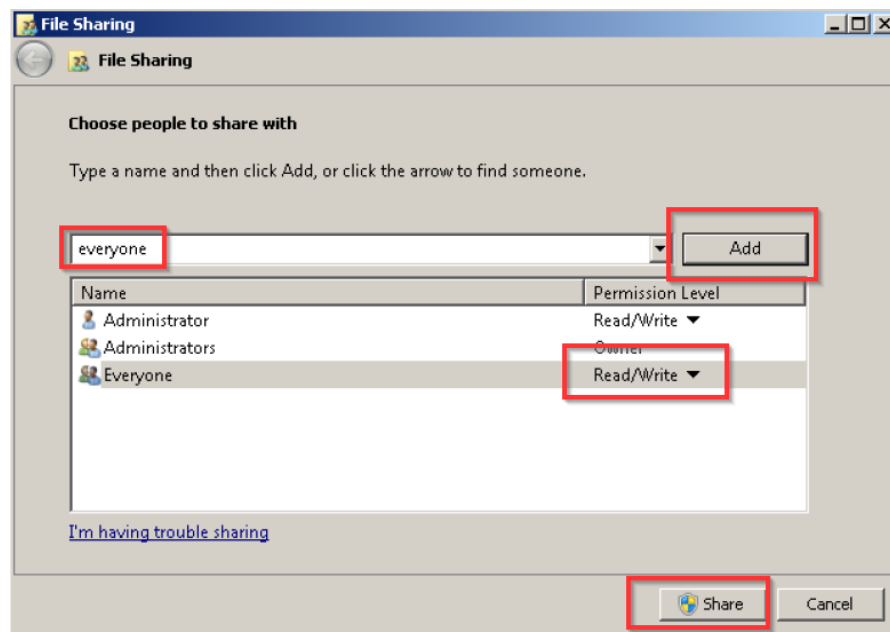 File Sharing
File Sharing
Choose people to share with
Type a name and then click Add, or click the arrow to find someone.
everyone Add
Name Permission Level
Administrator Read/Write
Administrators Owner
Everyone Read/Write
I'm having trouble sharing
Share Cancel